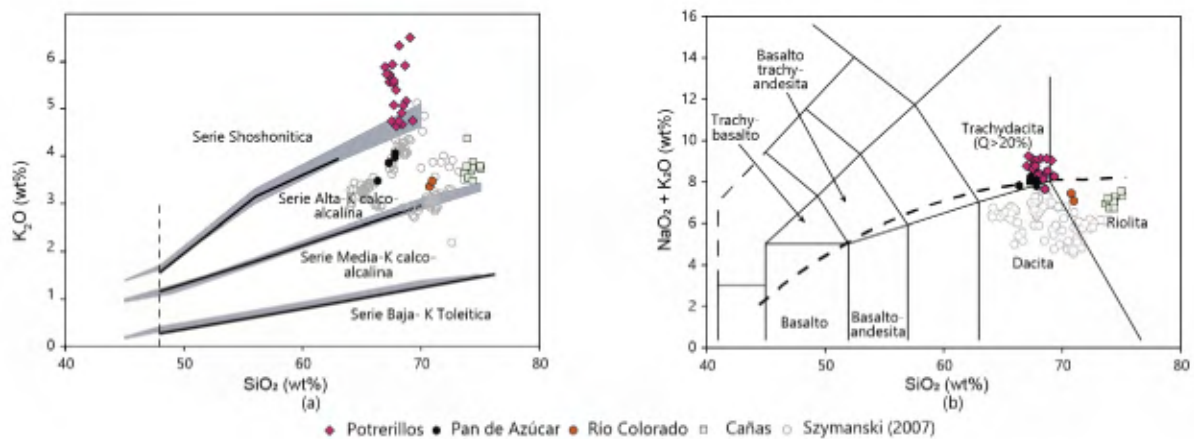 6
5
4
3
2
1
0
K₂O (wt%)
Serie Shoshonitica
Serie Alta-K calco-
alcalina
Serie Media-K calco-
alcalina
Serie Baja- K Toleitica
40
50
60
70
80
SiO₂ (wt%)
(a)
16
14
12
10
8
6
4
2
0
NaO₂ + K₂O (wt%)
Basalto
trachy-
andesita
Trachy-
basalto
Trachydacita
(Q>20%)
Riolita
Dacita
Basalto
Basalto-
andesita
40
50
60
70
80
SiO₂ (wt%)
(b)
Potrerillos Pan de Azúcar Río Colorado Cañas Szymanski (2007)